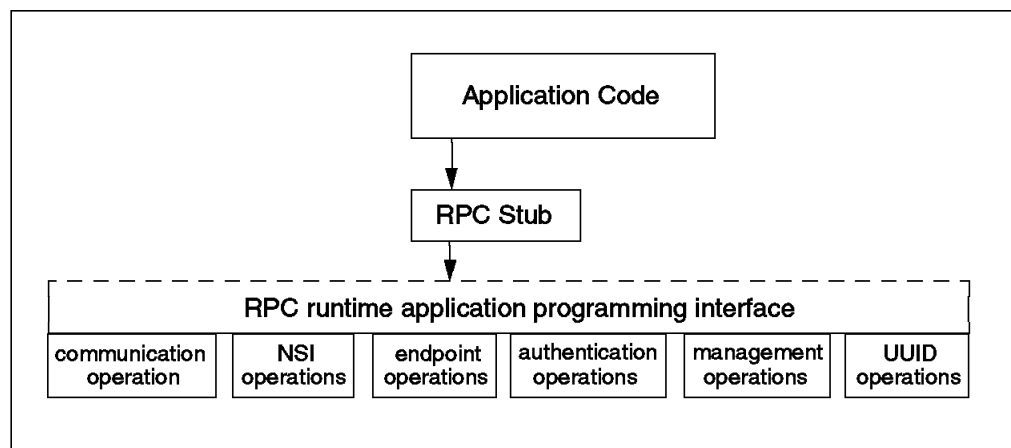 Application Code
RPC Stub
RPC runtime application programming interface
communication
operation
NSI
operations
endpoint
operations
authentication
operations
management
operations
UUID
operations